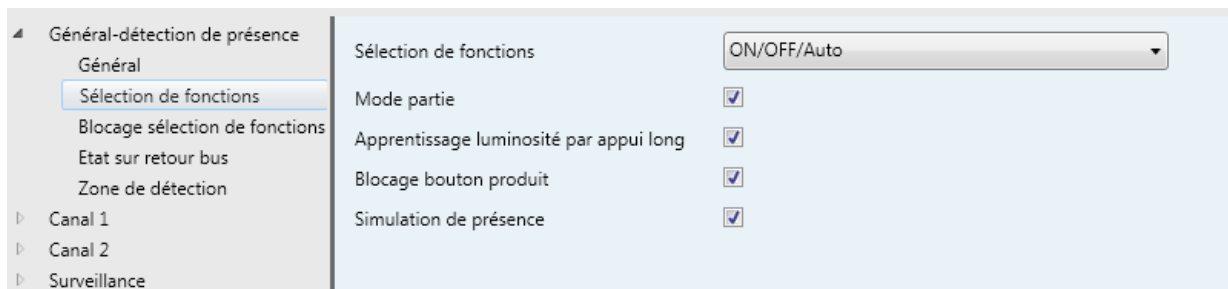 Général-détection de présence
Général
Sélection de fonctions
Blocage sélection de fonctions
Etat sur retour bus
Zone de détection
Canal 1
Canal 2
Surveillance
Sélection de fonctions ON/OFF/Auto
Mode partie
Apprentissage luminosité par appui long
Blocage bouton produit
Simulation de présence